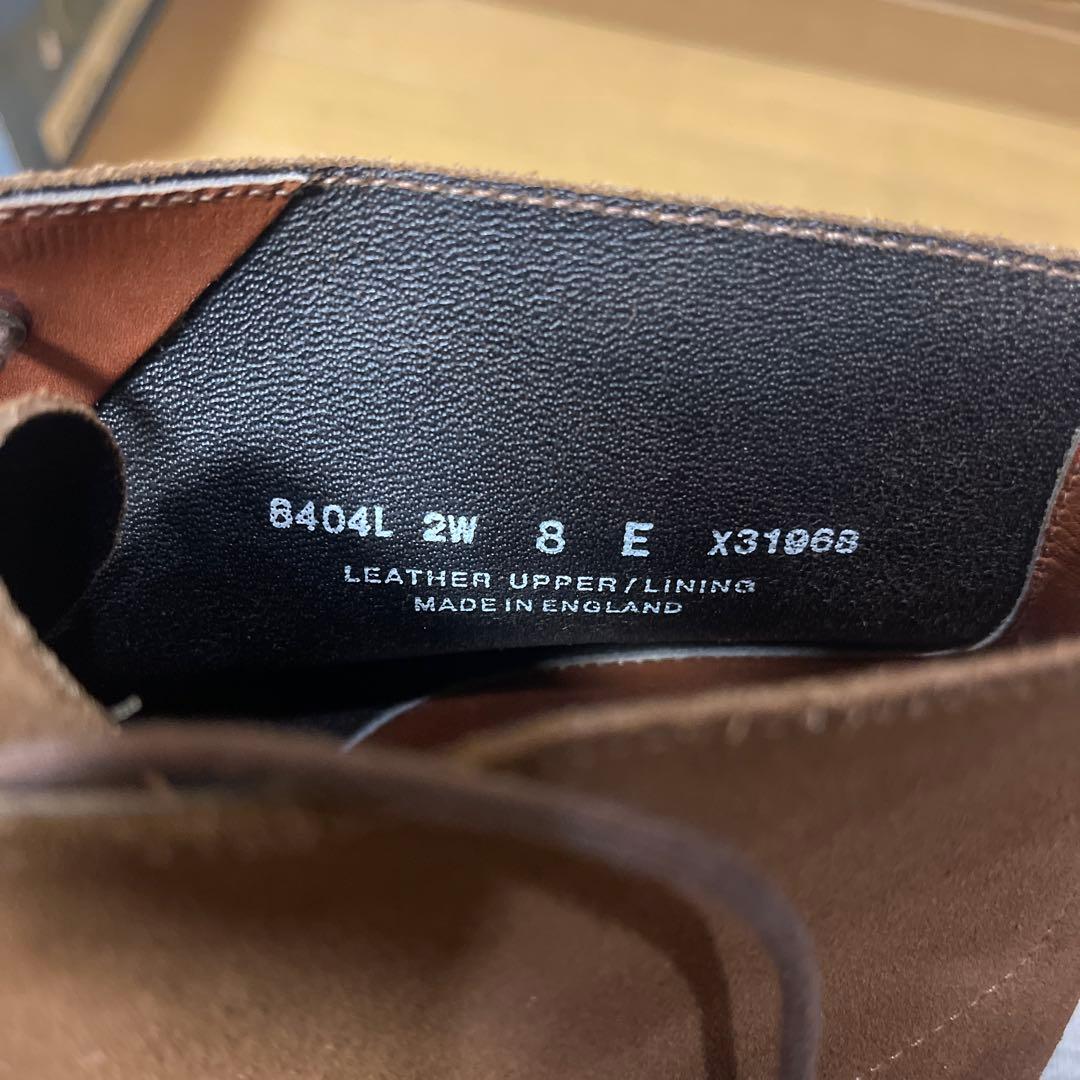 8404L 2W 8 E X31968
LEATHER UPPER/LINING
MADE IN ENGLAND